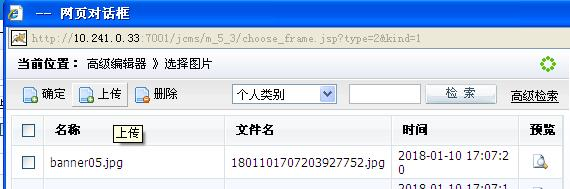 -- 网页对话框
http://10.241.0.33:7001/jcms/m_5_3/choose_frame.jsp?type=2&kind=1
当前位置： 高级编辑器 》选择图片
确定 上传 删除 个人类别 检 索 高级检索
名称 文件名 时间 预览
上传
banner05.jpg 1801101707203927752.jpg 2018-01-10 17:07:20